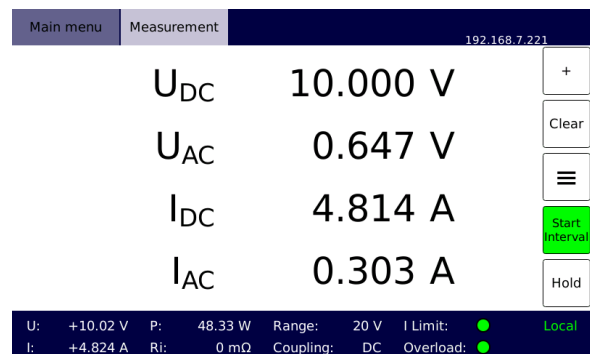 Main menu Measurement
192.168.7.221
UDC 10.000 V
+
UAC 0.647 V
Clear
IDC 4.814 A
Start
Interval
IAC 0.303 A
Hold
U: +10.02 V P: 48.33 W Range: 20 V I Limit: Local
I: +4.824 A Ri: 0 mΩ Coupling: DC Overload: